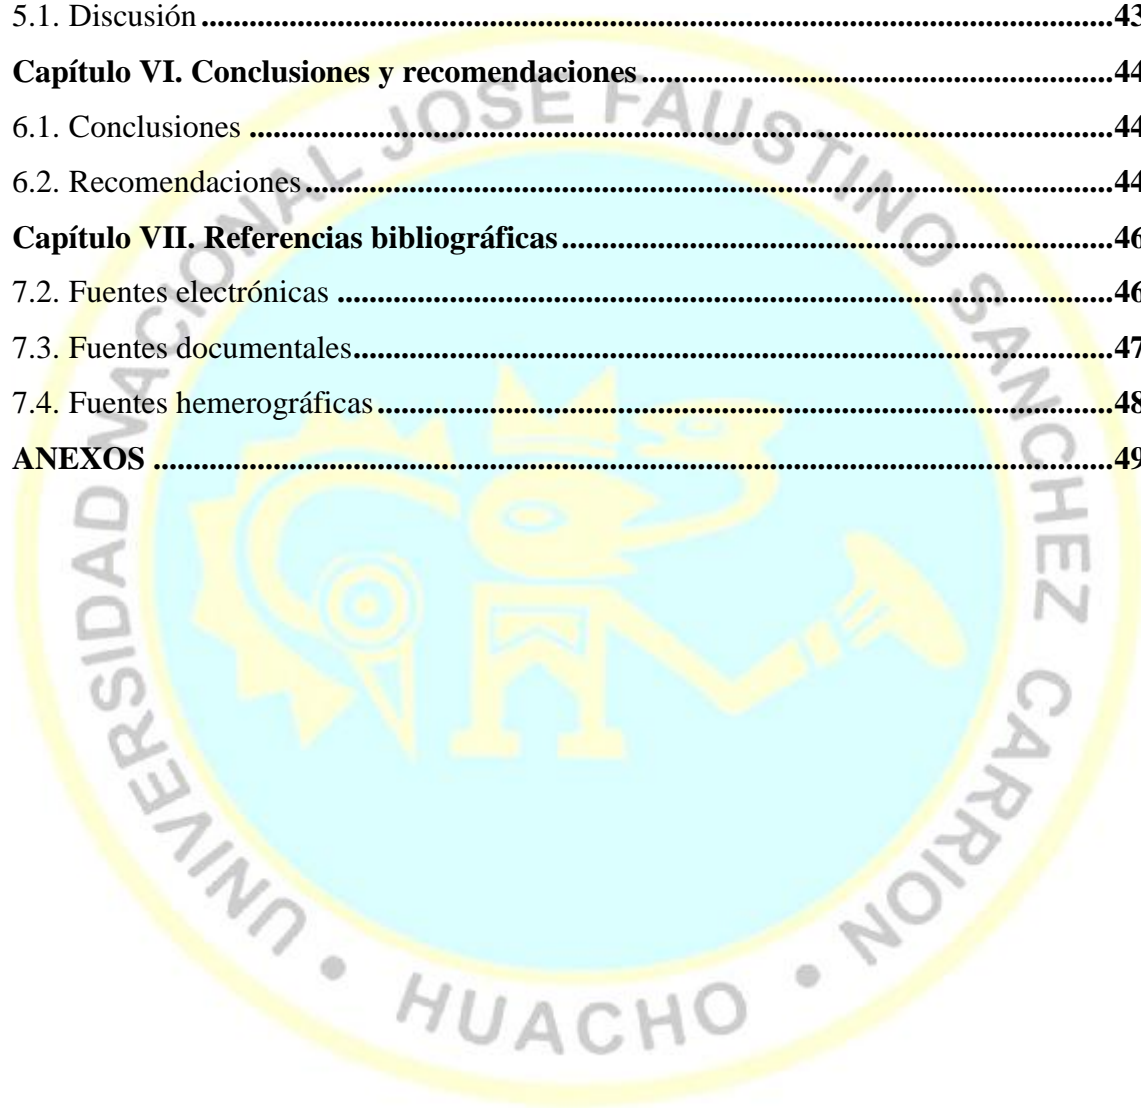 5.1. Discusión ........................................................................................................43
Capítulo VI. Conclusiones y recomendaciones ........................................................44
6.1. Conclusiones ........................................................................................................44
6.2. Recomendaciones ........................................................................................................44
Capítulo VII. Referencias bibliográficas ........................................................46
7.2. Fuentes electrónicas ........................................................................................................46
7.3. Fuentes documentales ........................................................................................................47
7.4. Fuentes hemerográficas ........................................................................................................48
ANEXOS ........................................................................................................49
UNIVERSIDAD NACIONAL JOSE FAUSTINO SANCHEZ CARRION • HUACHO •